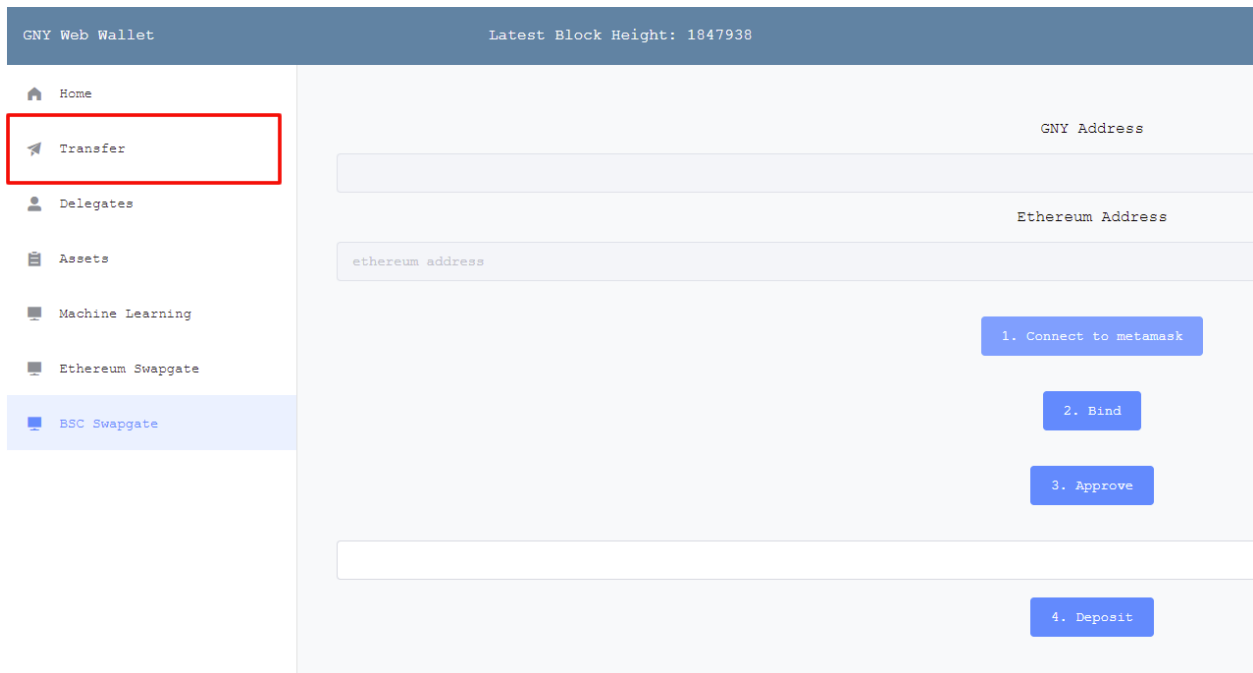 GNY Web Wallet
Latest Block Height: 1847938
Home
Transfer
Delegates
Assets
Machine Learning
Ethereum Swapgate
BSC Swapgate
GNY Address
Ethereum Address
ethereum address
1. Connect to metamask
2. Bind
3. Approve
4. Deposit